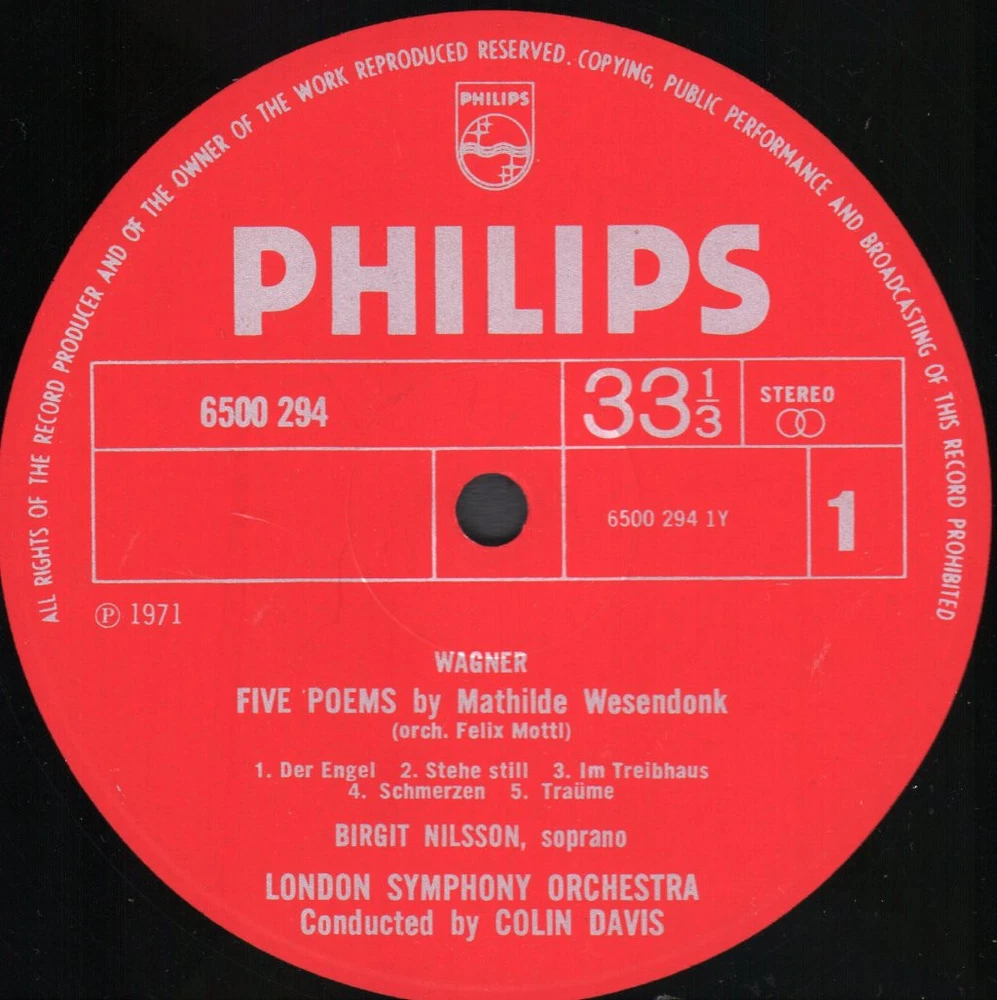 ALL RIGHTS OF THE RECORD PRODUCER AND OF THE OWNER OF THE WORK REPRODUCED RESERVED. COPYING, PUBLIC PERFORMANCE AND BROADCASTING OF THIS RECORD PROHIBITED
PHILIPS
PHILIPS
6500 294
33 1/3
STEREO
6500 294 1Y
1
Ⓟ 1971
WAGNER
FIVE POEMS by Mathilde Wesendonk
(orch. Felix Mottl)
1. Der Engel 2. Stehe still 3. Im Treibhaus
4. Schmerzen 5. Traüme
BIRGIT NILSSON, soprano
LONDON SYMPHONY ORCHESTRA
Conducted by COLIN DAVIS